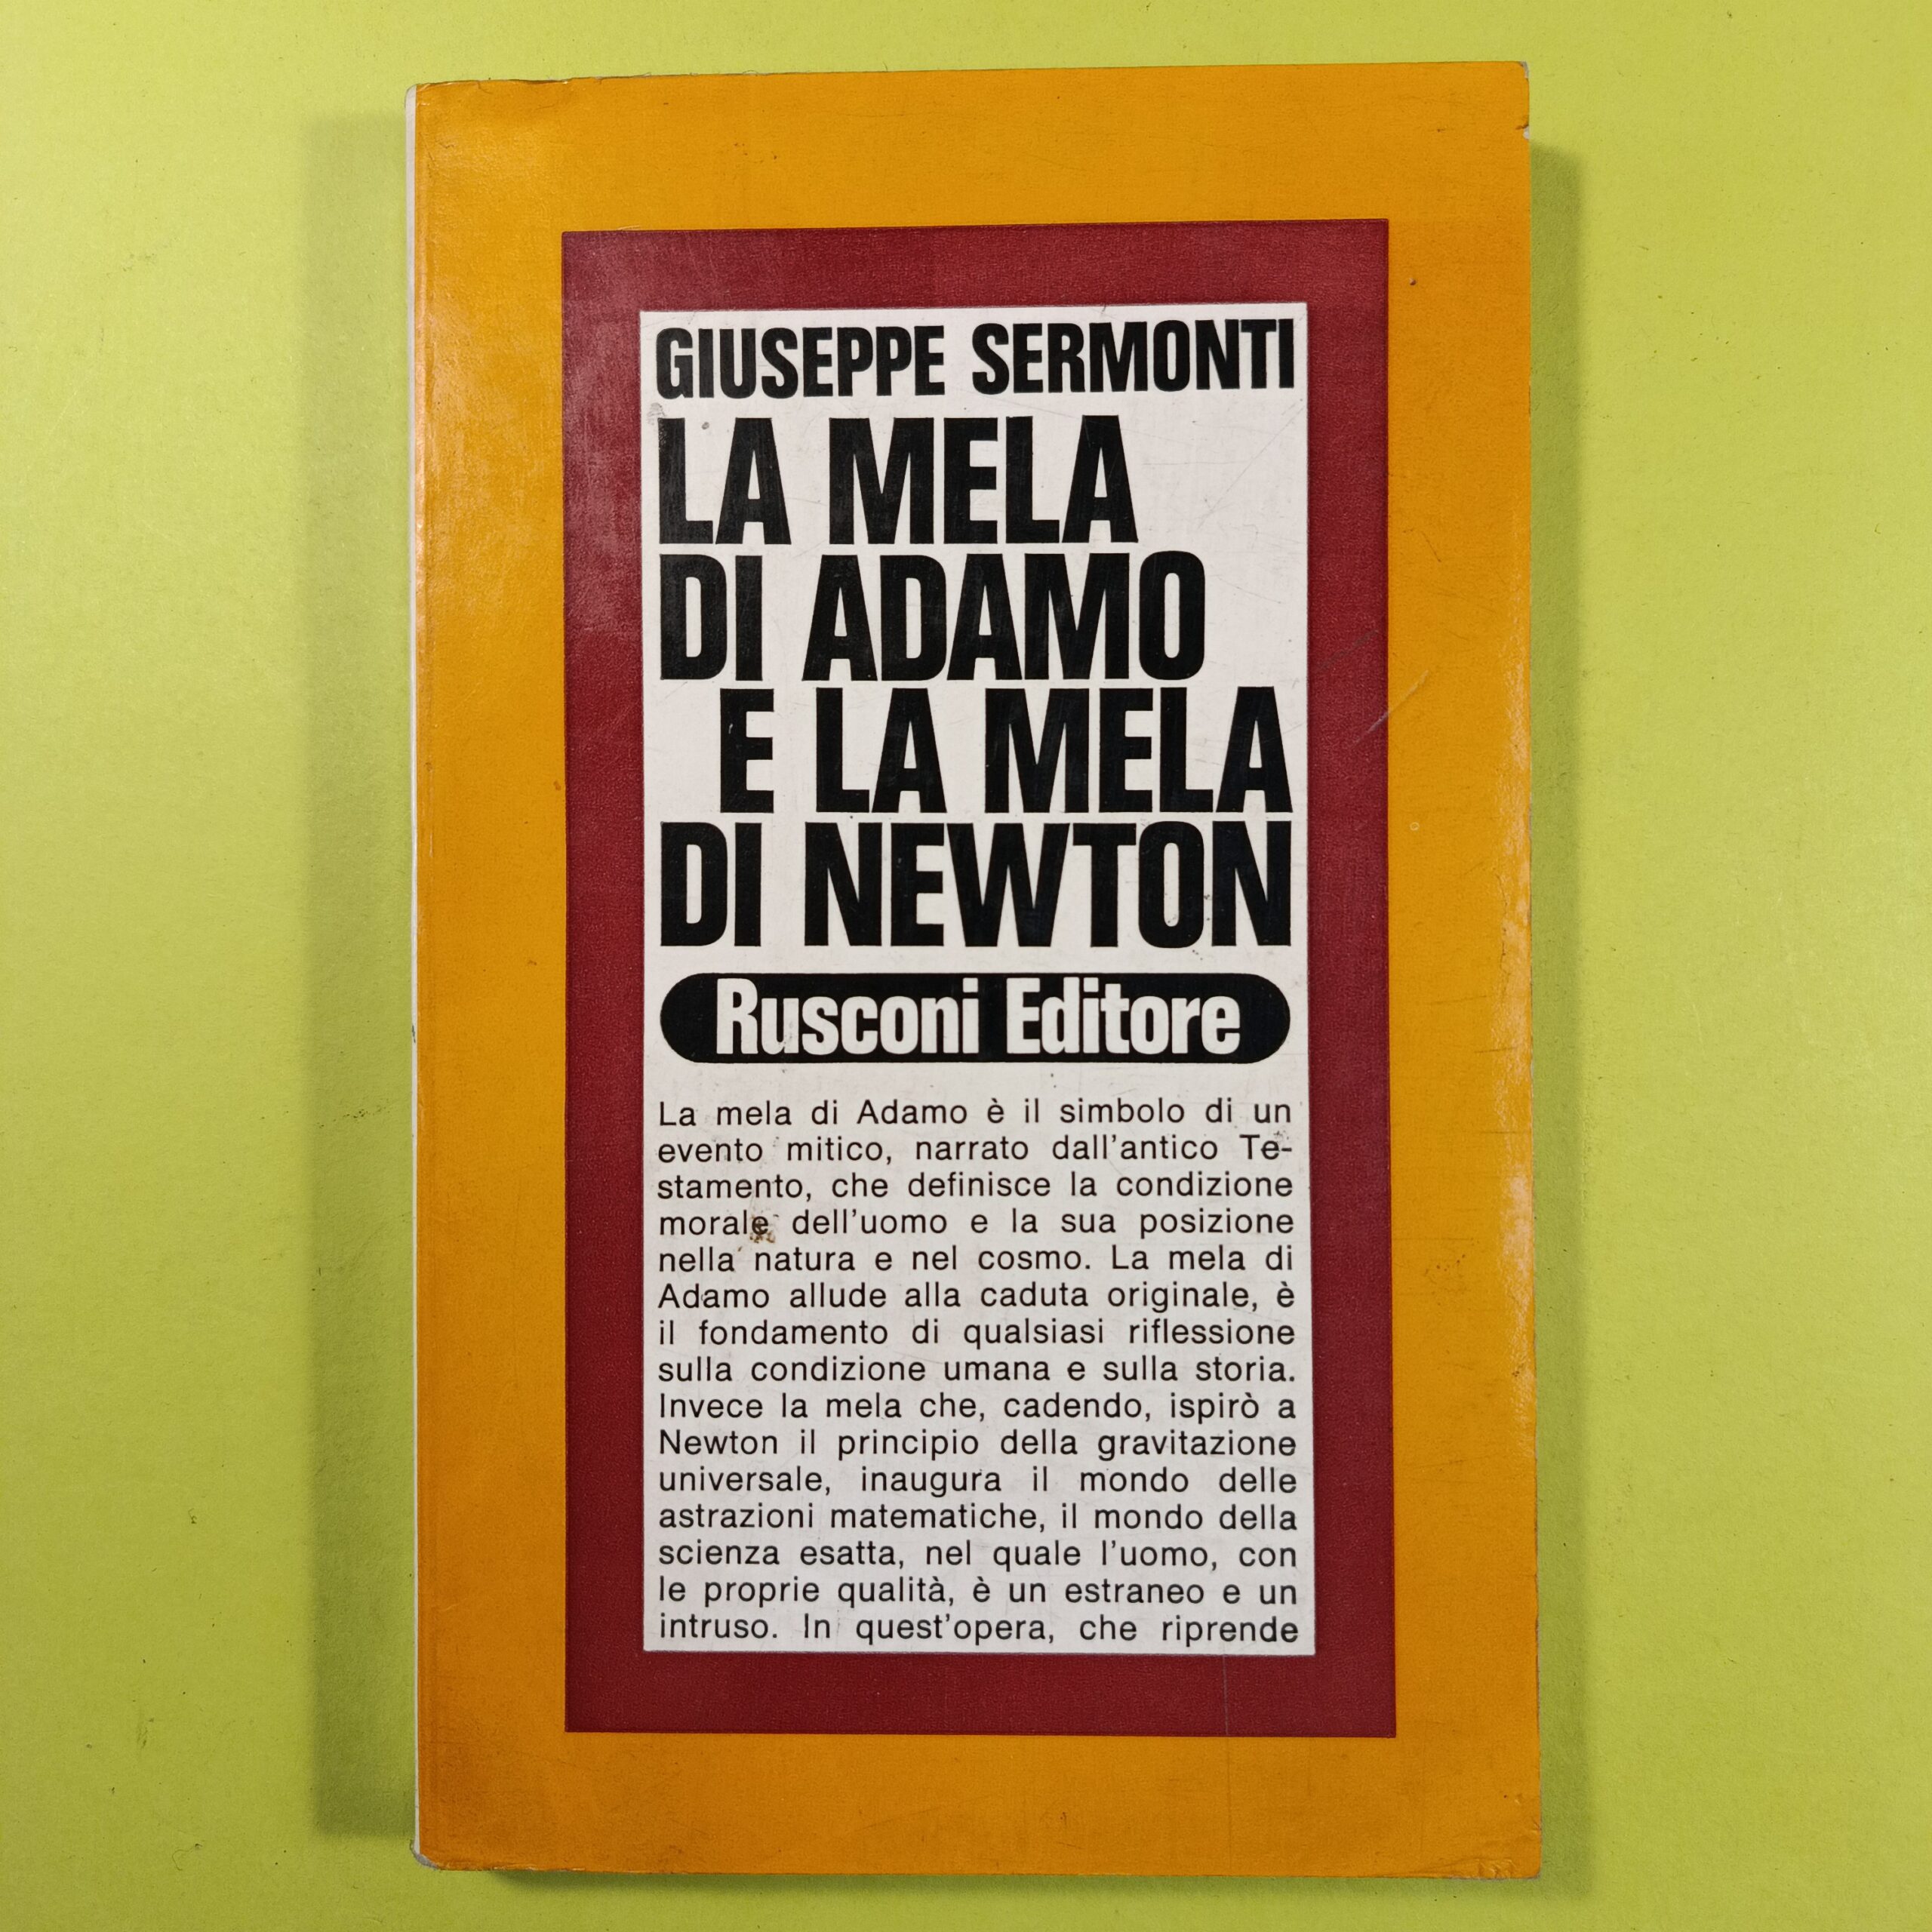 GIUSEPPE SERMONTI
LA MELA
DI ADAMO
E LA MELA
DI NEWTON
Rusconi Editore
La mela di Adamo è il simbolo di un
evento mitico, narrato dall'antico Te-
stamento, che definisce la condizione
morale dell'uomo e la sua posizione
nella natura e nel cosmo. La mela di
Adamo allude alla caduta originale, è
il fondamento di qualsiasi riflessione
sulla condizione umana e sulla storia.
Invece la mela che, cadendo, ispirò a
Newton il principio della gravitazione
universale, inaugura il mondo delle
astrazioni matematiche, il mondo della
scienza esatta, nel quale l'uomo, con
le proprie qualità, è un estraneo e un
intruso. In quest'opera, che riprende